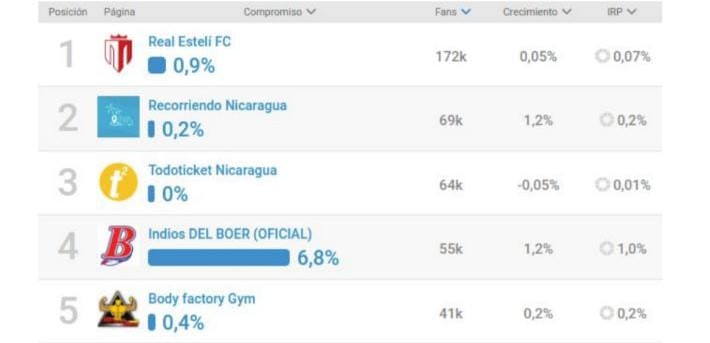 Posición Página Compromiso Fans Crecimiento IRP
1 Real Estelí FC
0,9% 172k 0,05% 0,07%
2 Recorriendo Nicaragua
0,2% 69k 1,2% 0,2%
3 t2 Todoticket Nicaragua
0% 64k -0,05% 0,01%
4 B Indios DEL BOER (OFICIAL)
6,8% 55k 1,2% 1,0%
5 Body factory Gym
0,4% 41k 0,2% 0,2%